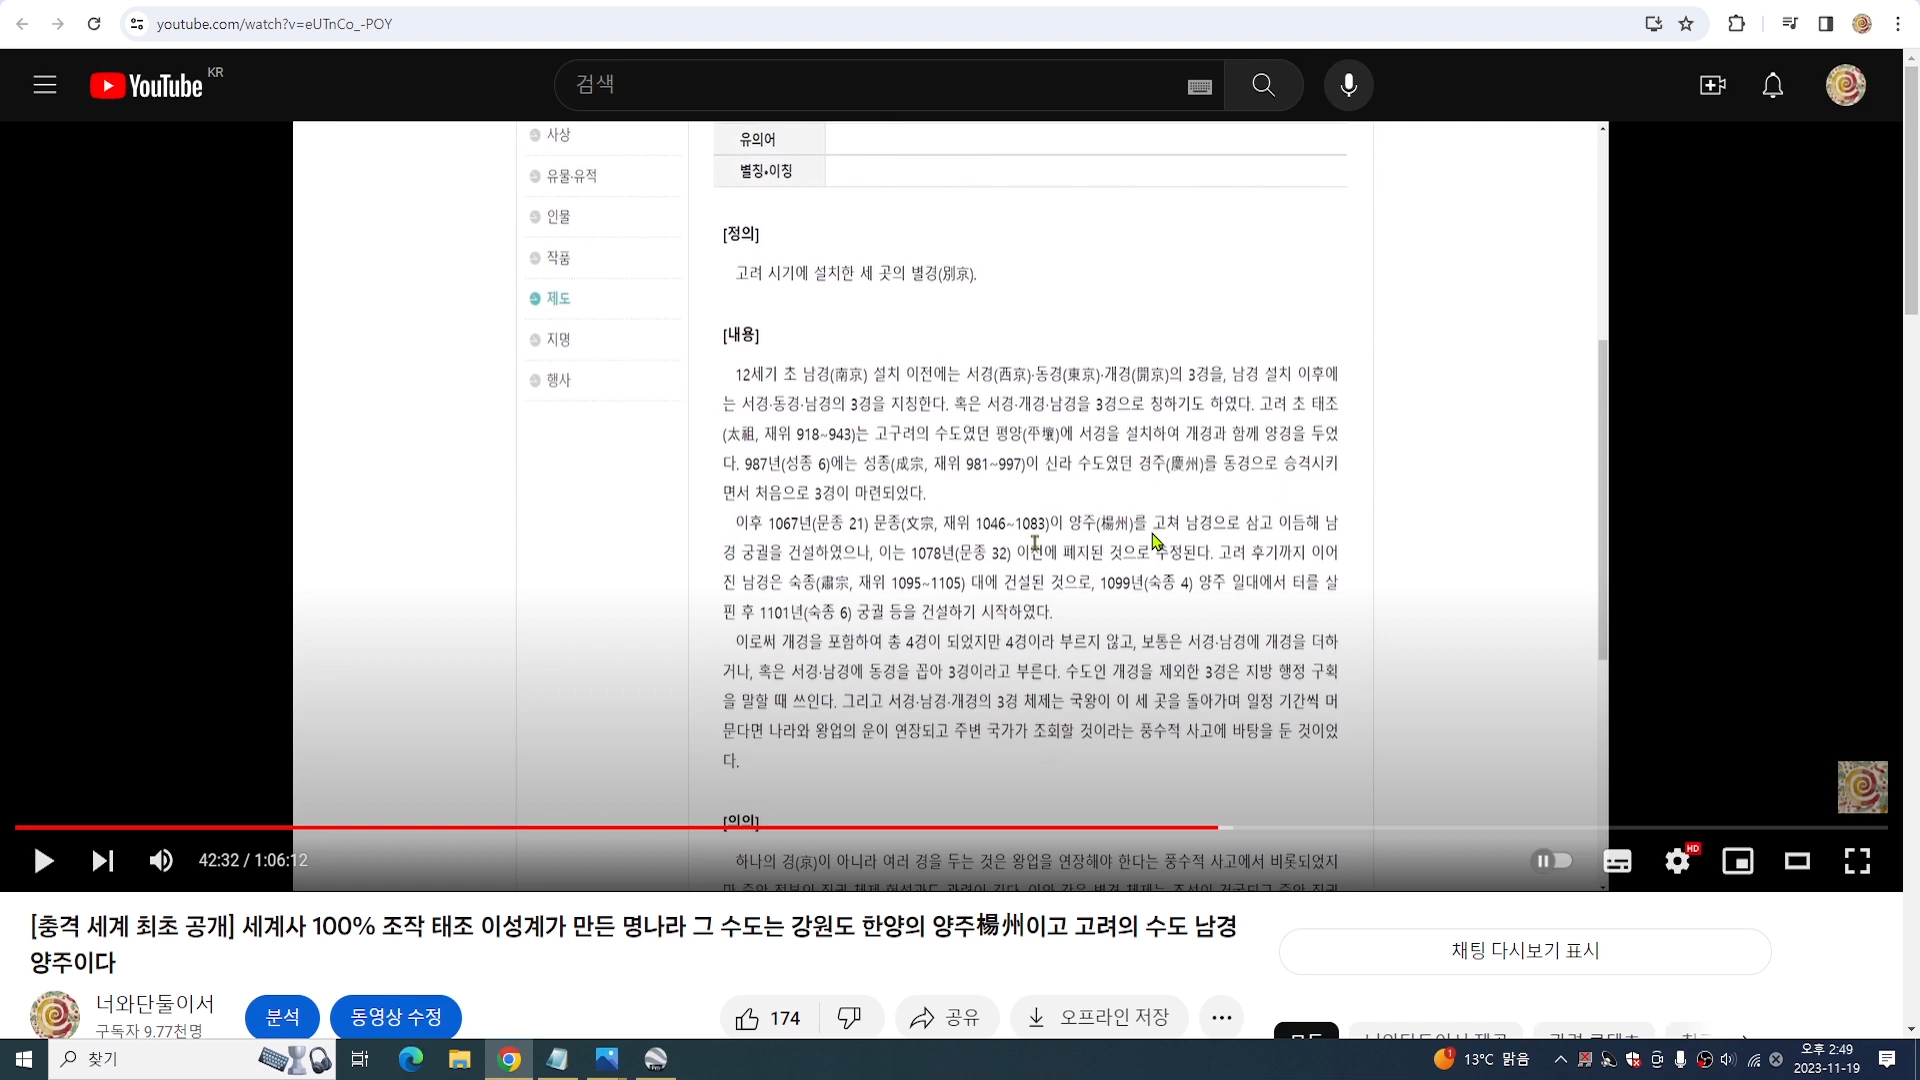 youtube.com/watch?v=eUTnCo_-POY
YouTube KR
검색
사상
유물·유적
인물
작품
제도
지명
행사
유의어
별칭•이칭
[정의]
고려 시기에 설치한 세 곳의 별경(別京).
[내용]
12세기 초 남경(南京) 설치 이전에는 서경(西京)·동경(東京)·개경(開京)의 3경을, 남경 설치 이후에
는 서경·동경·남경의 3경을 지칭한다. 혹은 서경·개경·남경을 3경으로 칭하기도 하였다. 고려 초 태조
(太祖, 재위 918~943)는 고구려의 수도였던 평양(平壤)에 서경을 설치하여 개경과 함께 양경을 두었
다. 987년(성종 6)에는 성종(成宗, 재위 981~997)이 신라 수도였던 경주(慶州)를 동경으로 승격시키
면서 처음으로 3경이 마련되었다.
이후 1067년(문종 21) 문종(文宗, 재위 1046~1083)이 양주(楊州)를 고쳐 남경으로 삼고 이듬해 남
경 궁궐을 건설하였으나, 이는 1078년(문종 32) 이전에 폐지된 것으로 추정된다. 고려 후기까지 이어
진 남경은 숙종(肅宗, 재위 1095~1105) 대에 건설된 것으로, 1099년(숙종 4) 양주 일대에서 터를 살
핀 후 1101년(숙종 6) 궁궐 등을 건설하기 시작하였다.
이로써 개경을 포함하여 총 4경이 되었지만 4경이라 부르지 않고, 보통은 서경·남경에 개경을 더하
거나, 혹은 서경·남경에 동경을 꼽아 3경이라고 부른다. 수도인 개경을 제외한 3경은 지방 행정 구획
을 말할 때 쓰인다. 그리고 서경·남경·개경의 3경 체제는 국왕이 이 세 곳을 돌아가며 일정 기간씩 머
문다면 나라와 왕업의 운이 연장되고 주변 국가가 조회할 것이라는 풍수적 사고에 바탕을 둔 것이었
다.
[의의]
하나의 경(京)이 아니라 여러 경을 두는 것은 왕업을 연장해야 한다는 풍수적 사고에서 비롯되었지
42:32 / 1:06:12
HD
[충격 세계 최초 공개] 세계사 100% 조작 태조 이성계가 만든 명나라 그 수도는 강원도 한양의 양주楊州이고 고려의 수도 남경
양주이다
채팅 다시보기 표시
너와단둘이서
구독자 9.77천명
분석
동영상 수정
174
공유
오프라인 저장
찾기
1
13°C 맑음
오후 2:49
2023-11-19